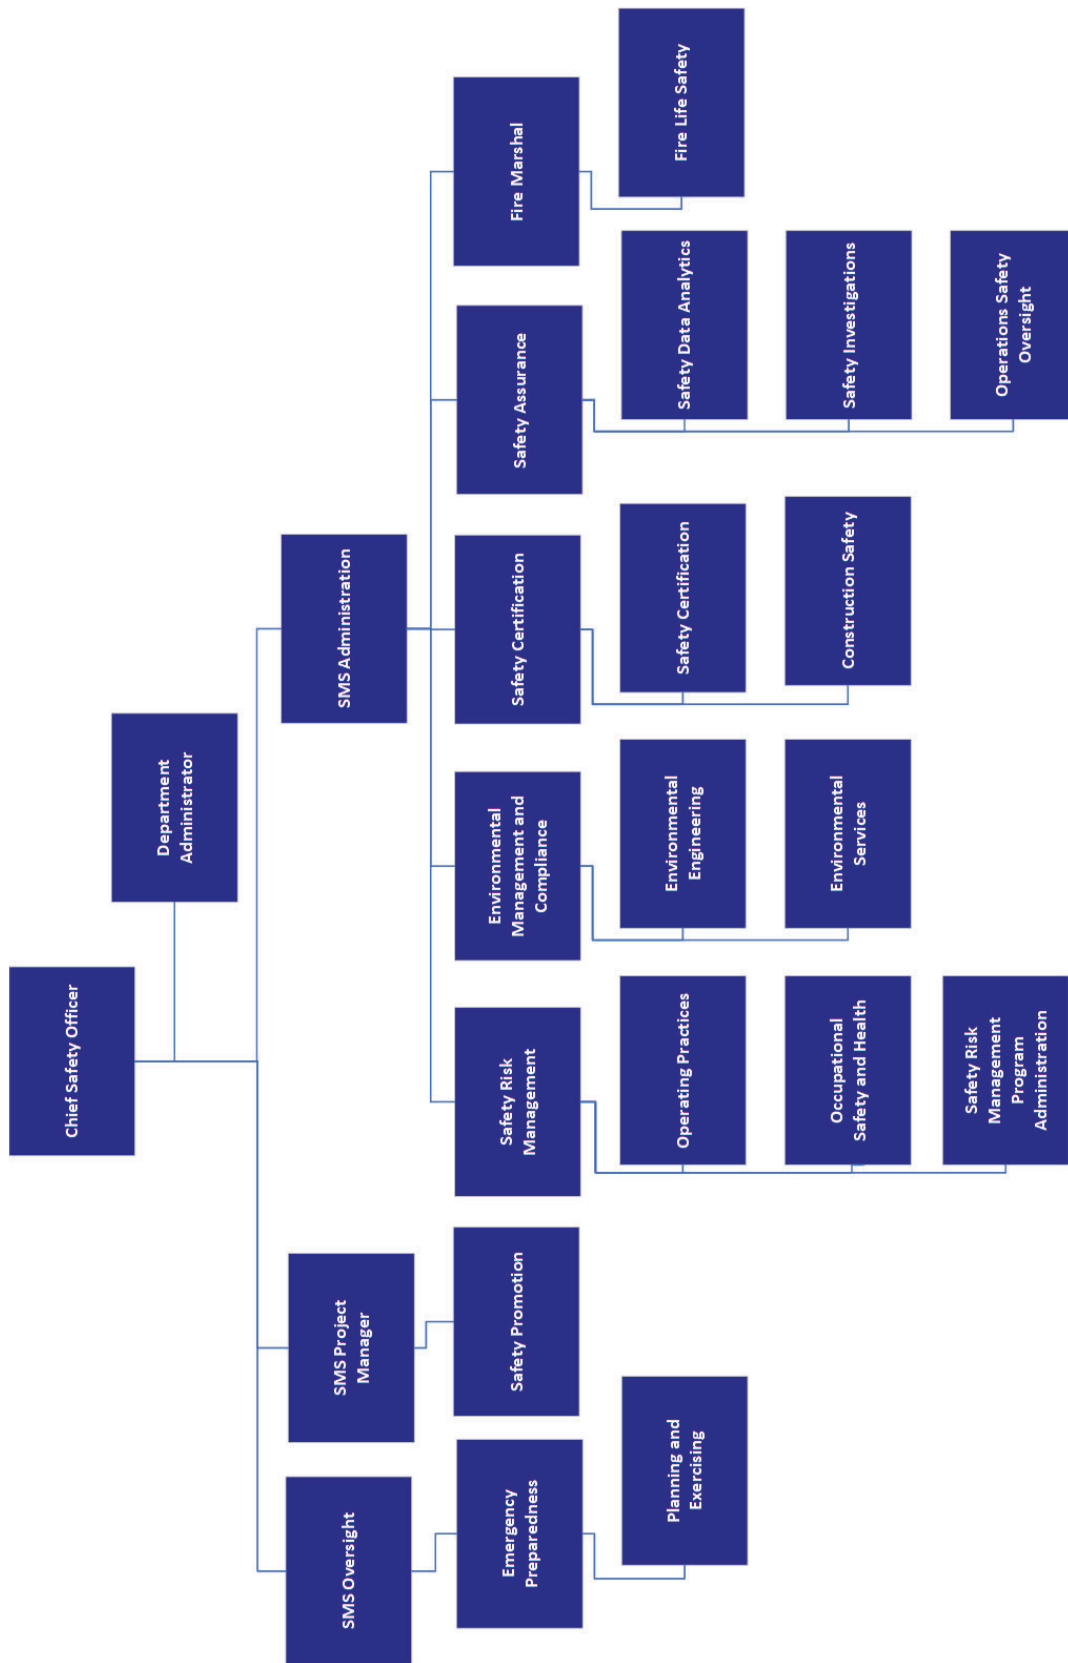 Chief Safety Officer
Department
Administrator
SMS Oversight
SMS Project
Manager
SMS Administration
Emergency
Preparedness
Safety Promotion
Safety Risk
Management
Environmental
Management and
Compliance
Safety Certification
Safety Assurance
Fire Marshal
Planning and
Exercising
Operating Practices
Environmental
Engineering
Safety Certification
Safety Data Analytics
Fire Life Safety
Occupational
Safety and Health
Environmental
Services
Construction Safety
Safety Investigations
Safety Risk
Management
Program
Administration
Operations Safety
Oversight